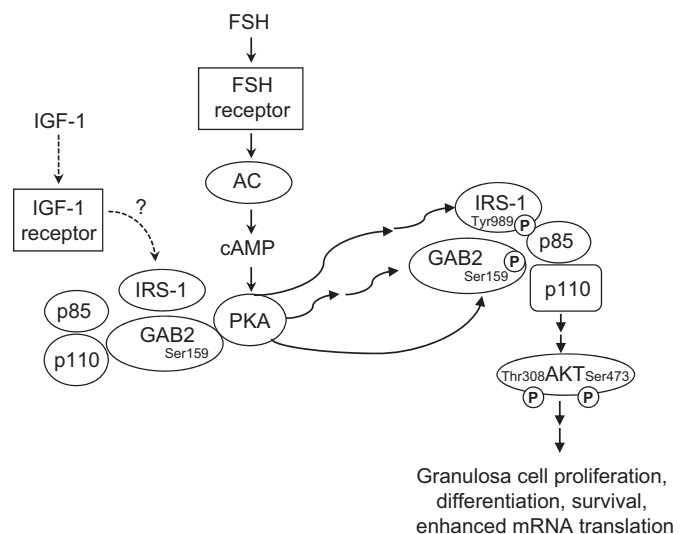 FSH
FSH
receptor
IGF-1
AC
IGF-1
receptor
?
cAMP
IRS-1
Tyr989
P
p85
GAB2
P
Ser159
p110
IRS-1
p85
GAB2
Ser159
p110
PKA
Thr308AKTSer473
P P
Granulosa cell proliferation,
differentiation, survival,
enhanced mRNA translation